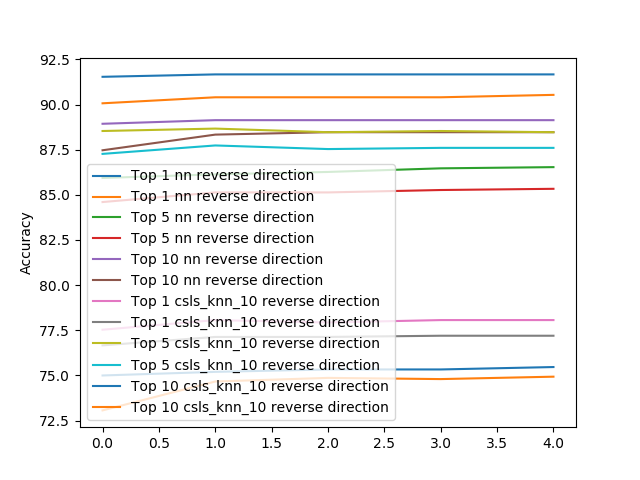 92.5
90.0
87.5
85.0
82.5
80.0
77.5
75.0
72.5
Accuracy
Top 1 nn reverse direction
Top 1 nn reverse direction
Top 5 nn reverse direction
Top 5 nn reverse direction
Top 10 nn reverse direction
Top 10 nn reverse direction
Top 1 csls_knn_10 reverse direction
Top 1 csls_knn_10 reverse direction
Top 5 csls_knn_10 reverse direction
Top 5 csls_knn_10 reverse direction
Top 10 csls_knn_10 reverse direction
Top 10 csls_knn_10 reverse direction
0.0 0.5 1.0 1.5 2.0 2.5 3.0 3.5 4.0